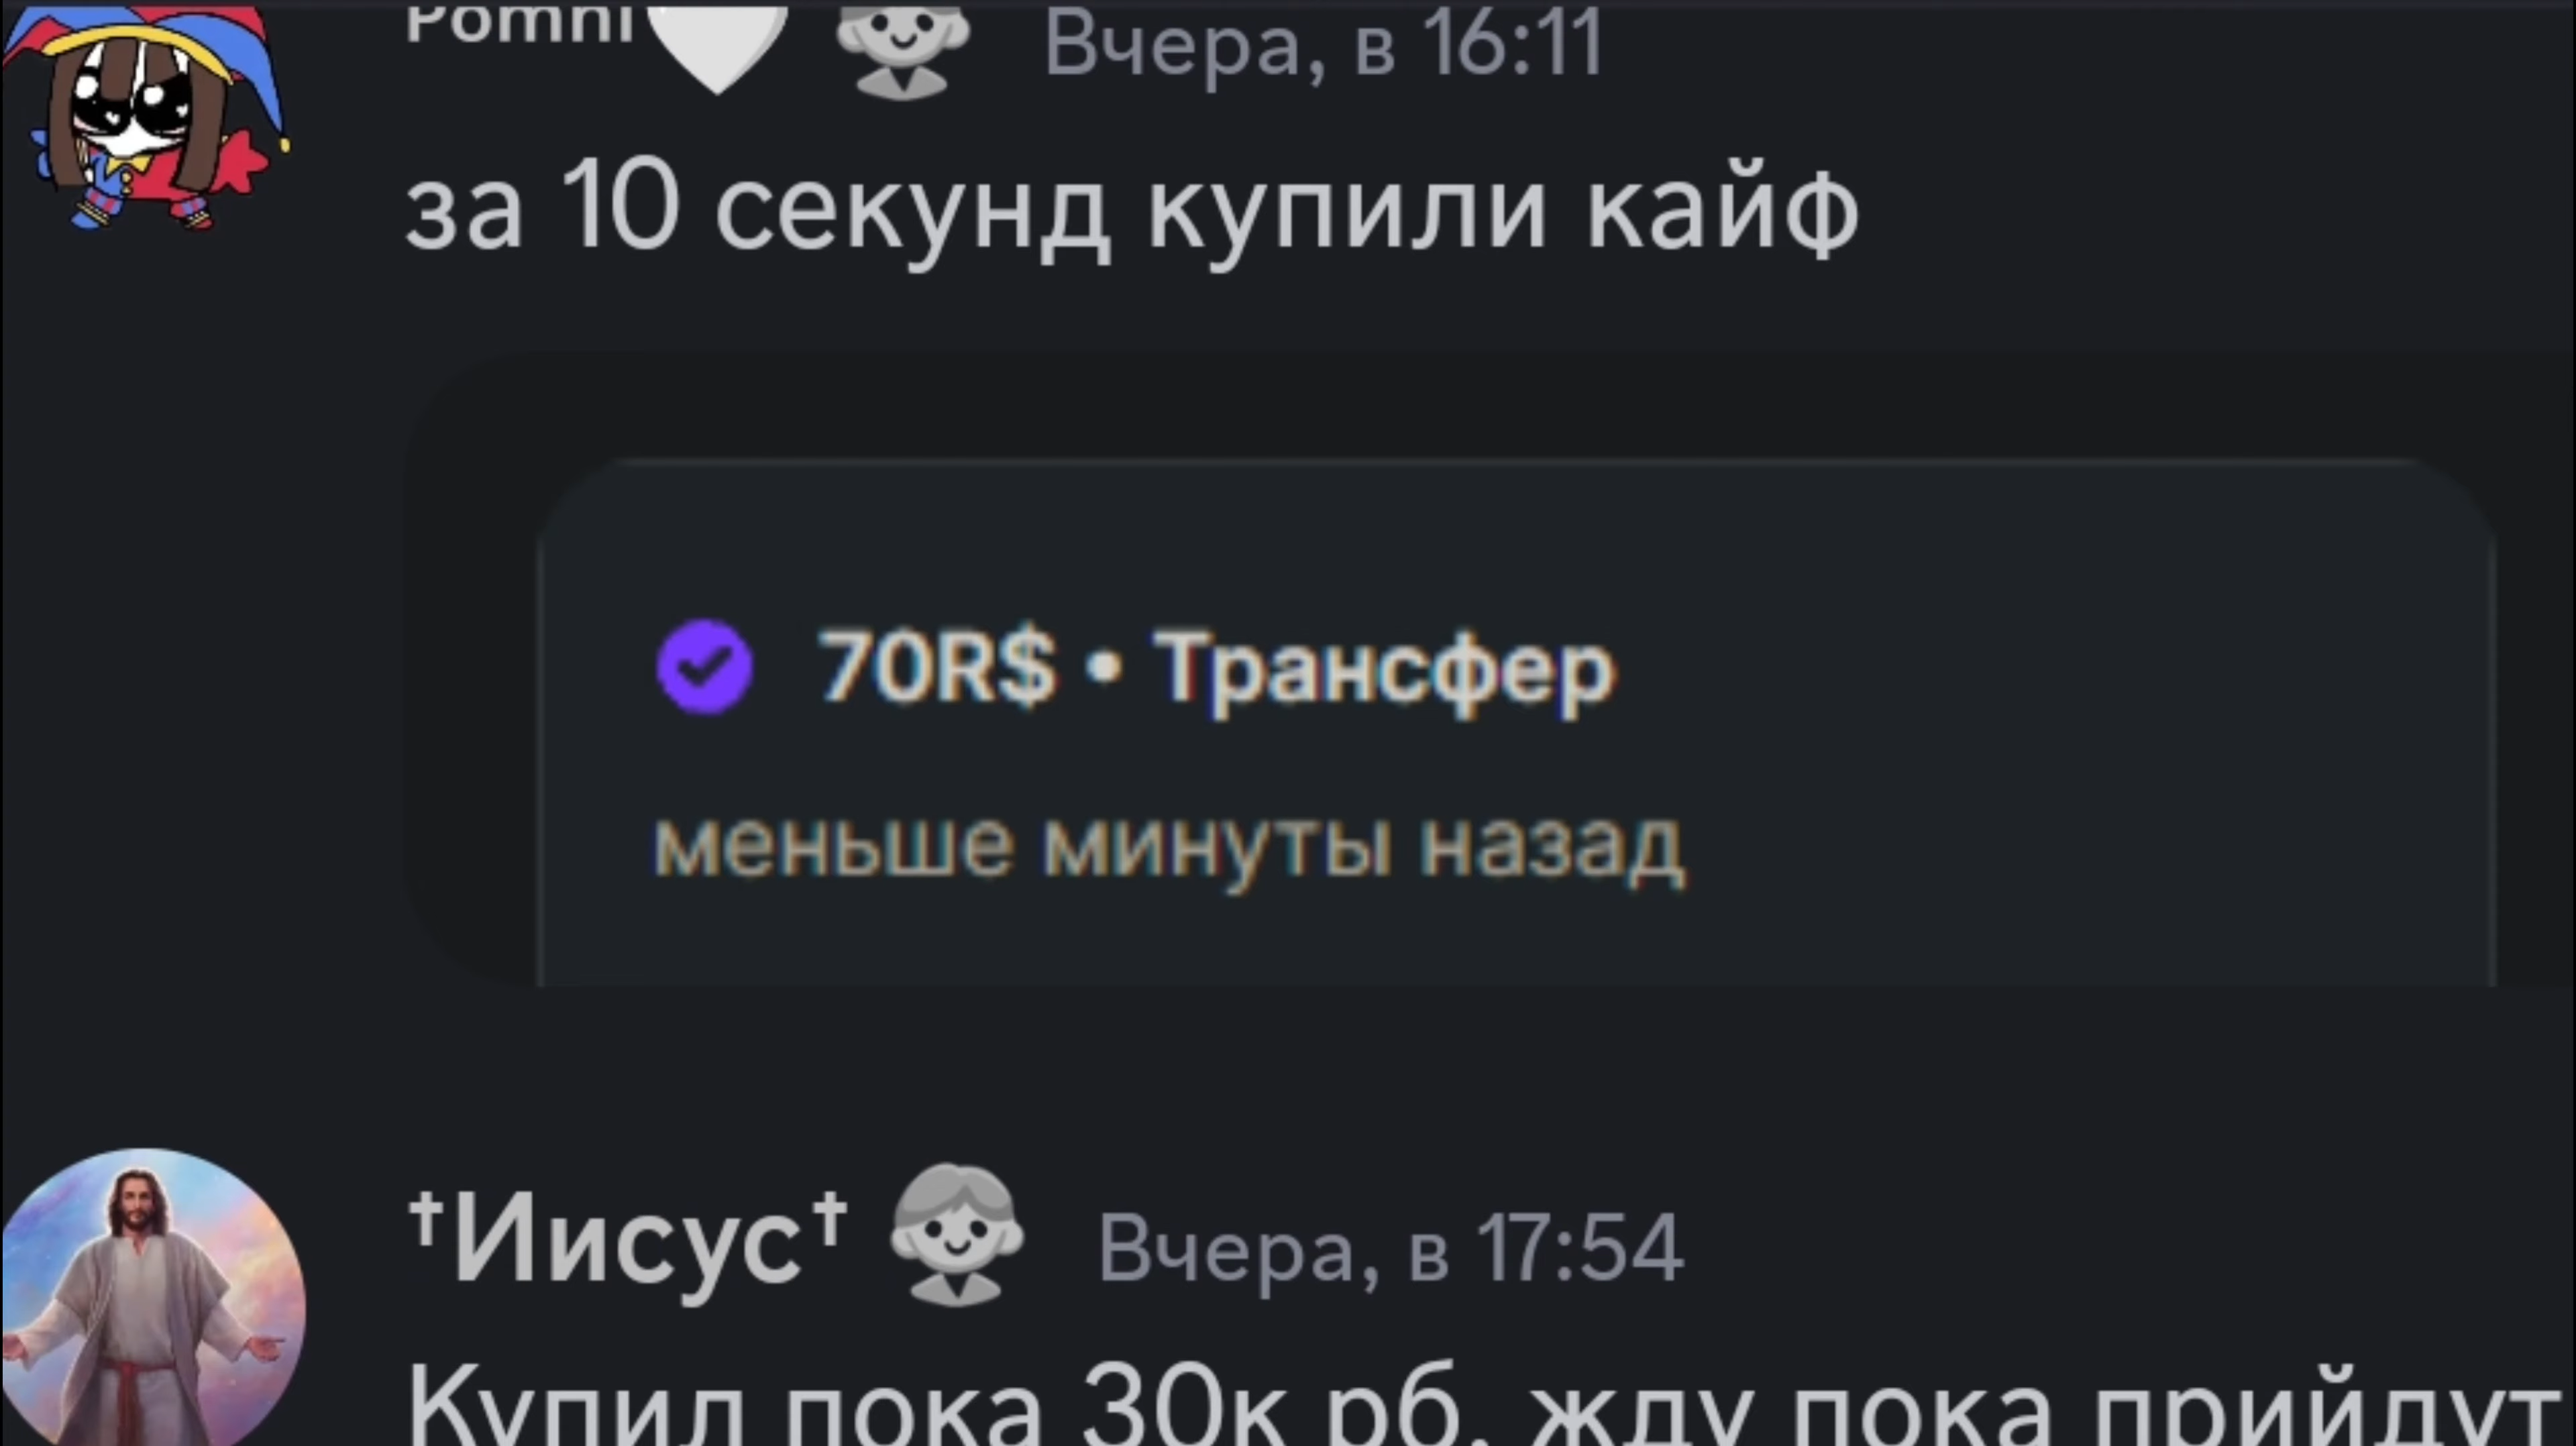 Pomni🤍 Вчера, в 16:11
за 10 секунд купили кайф
70R$ • Трансфер
меньше минуты назад
†Иисус† Вчера, в 17:54
Купил пока 30к рб, жду пока прийдут